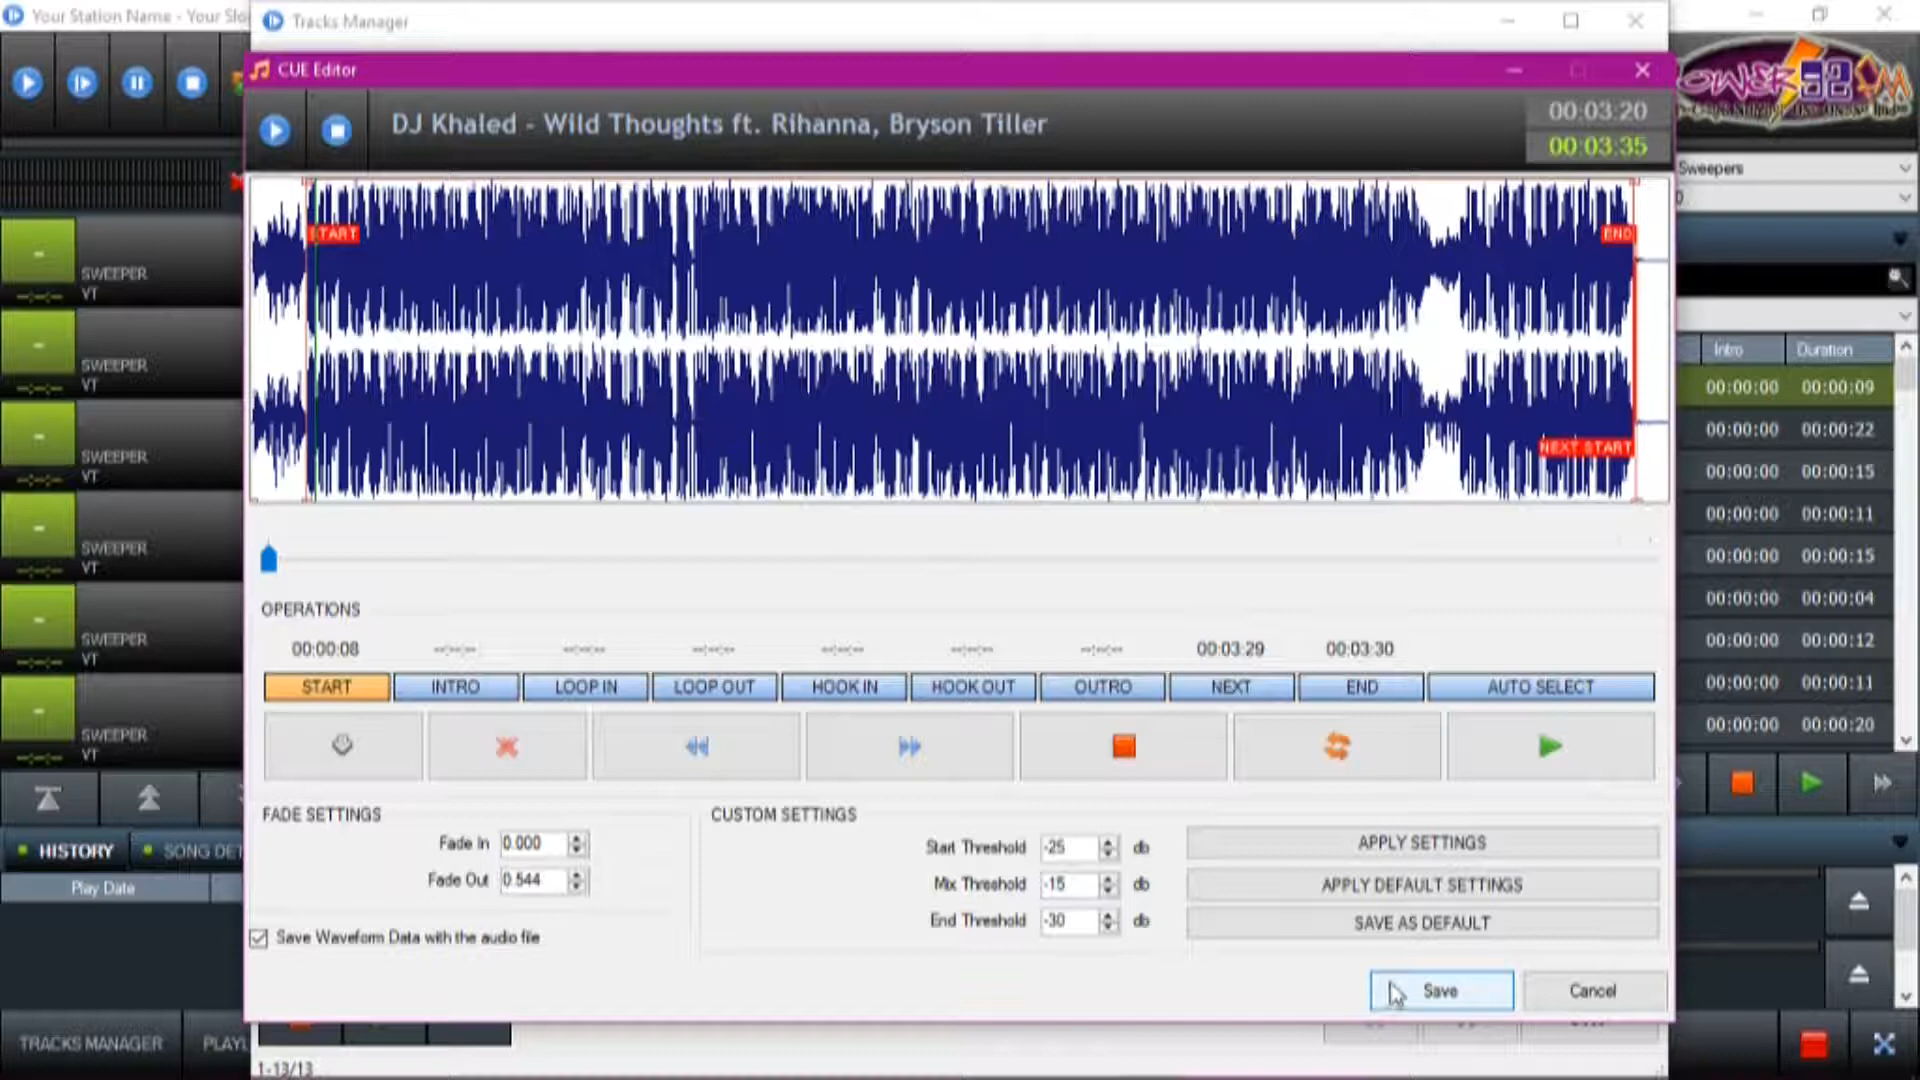 Your Station Name - Your Slo
Tracks Manager
CUE Editor
DJ Khaled - Wild Thoughts ft. Rihanna, Bryson Tiller
00:03:20
00:03:35
START
END
NEXT START
OPERATIONS
00:00:08 --:--:-- --:--:-- --:--:-- --:--:-- --:--:-- --:--:-- 00:03:29 00:03:30
START INTRO LOOP IN LOOP OUT HOOK IN HOOK OUT OUTRO NEXT END AUTO SELECT
FADE SETTINGS
Fade In 0.000
Fade Out 0.544
Save Waveform Data with the audio file
CUSTOM SETTINGS
Start Threshold -25 db
Mix Threshold -15 db
End Threshold -30 db
APPLY SETTINGS
APPLY DEFAULT SETTINGS
SAVE AS DEFAULT
Save Cancel
1-13/13
-
SWEEPER
--:--:-- VT
-
SWEEPER
--:--:-- VT
-
SWEEPER
--:--:-- VT
-
SWEEPER
--:--:-- VT
-
SWEEPER
--:--:-- VT
-
SWEEPER
--:--:-- VT
HISTORY SONG DET
Play Date
TRACKS MANAGER PLAYL
OWER 98 FM
Sweepers
Intro Duration
00:00:00 00:00:09
00:00:00 00:00:22
00:00:00 00:00:15
00:00:00 00:00:11
00:00:00 00:00:15
00:00:00 00:00:04
00:00:00 00:00:12
00:00:00 00:00:11
00:00:00 00:00:20